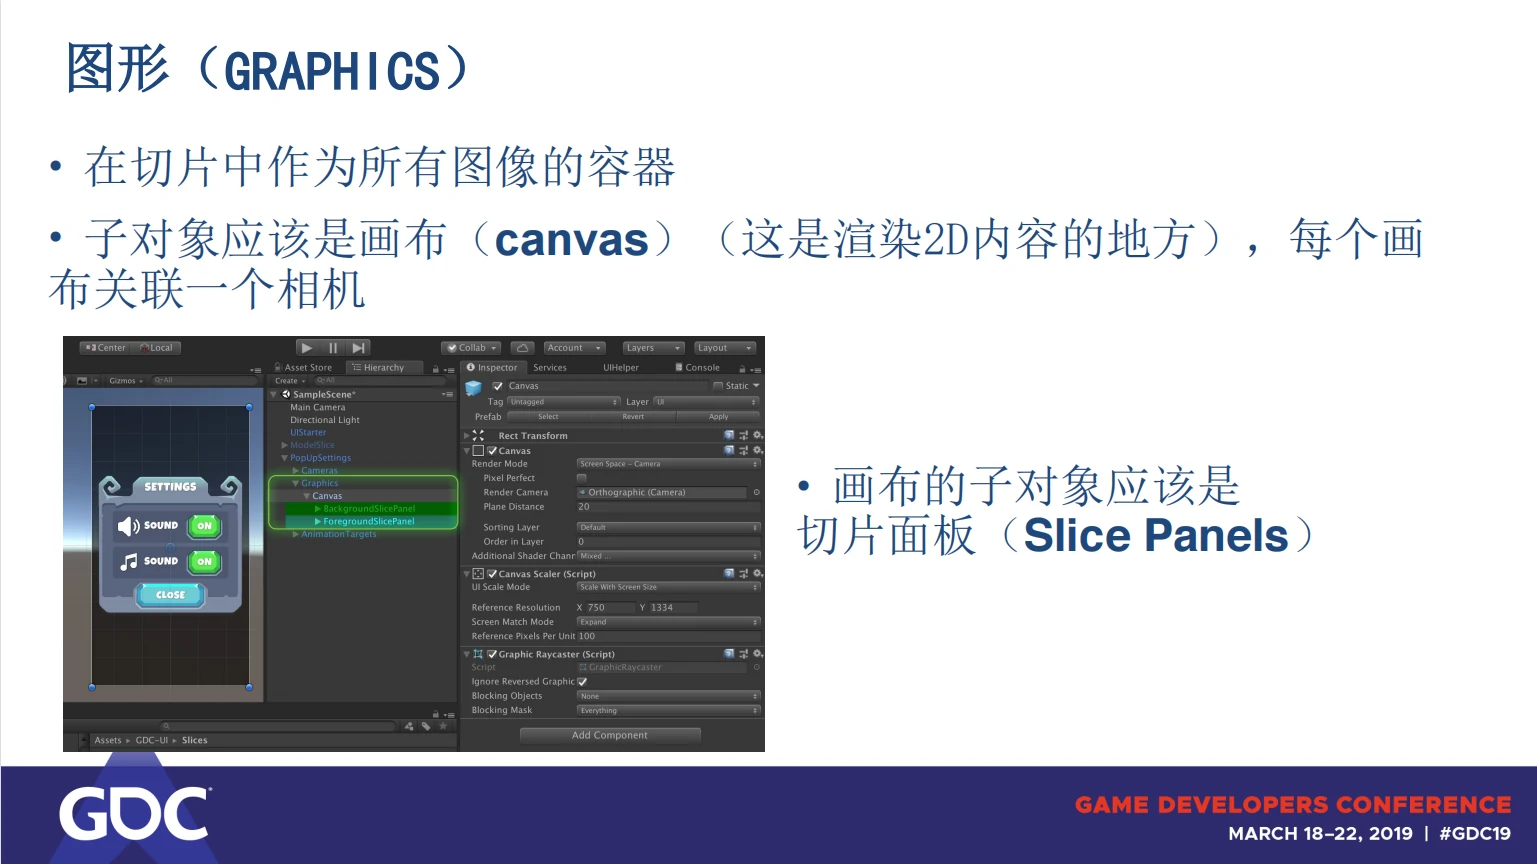 图形（GRAPHICS）
• 在切片中作为所有图像的容器
• 子对象应该是画布（canvas）（这是渲染2D内容的地方），每个画
布关联一个相机
Center Local
Collab
Account
Layers
Layout
Asset Store
Hierarchy
Inspector
Services
UIHelper
Console
Gizmos
All
Create
All
SampleScene*
Main Camera
Directional Light
UIStarter
ModelSlice
PopUpSettings
Cameras
Graphics
Canvas
BackgroundSlicePanel
ForegroundSlicePanel
AnimationTargets
SETTINGS
SOUND ON
SOUND ON
CLOSE
Canvas
Static
Tag Untagged Layer UI
Prefab Select Revert Apply
Rect Transform
Canvas
Render Mode Screen Space - Camera
Pixel Perfect
Render Camera Orthographic (Camera)
Plane Distance 20
Sorting Layer Default
Order in Layer 0
Additional Shader Chann Mixed ...
Canvas Scaler (Script)
UI Scale Mode Scale With Screen Size
Reference Resolution X 750 Y 1334
Screen Match Mode Expand
Reference Pixels Per Unit 100
Graphic Raycaster (Script)
Script GraphicRaycaster
Ignore Reversed Graphic
Blocking Objects None
Blocking Mask Everything
Add Component
Assets ▸ GDC-UI ▸ Slices
• 画布的子对象应该是
切片面板（Slice Panels）
GDC
GAME DEVELOPERS CONFERENCE
MARCH 18–22, 2019 | #GDC19